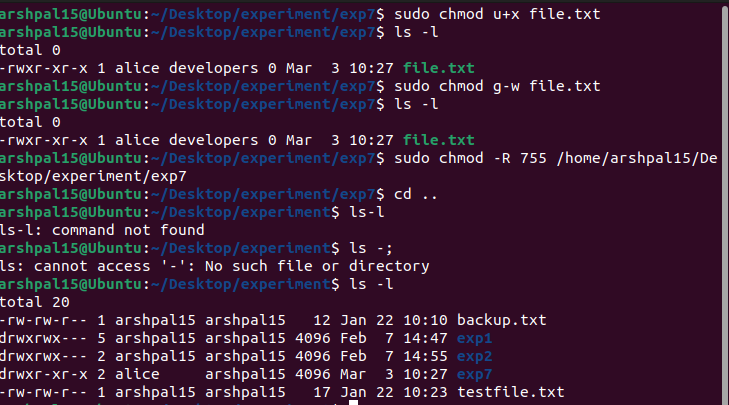 arshpal15@Ubuntu:~/Desktop/experiment/exp7$ sudo chmod u+x file.txt
arshpal15@Ubuntu:~/Desktop/experiment/exp7$ ls -l
total 0
-rwxr-xr-x 1 alice developers 0 Mar  3 10:27 file.txt
arshpal15@Ubuntu:~/Desktop/experiment/exp7$ sudo chmod g-w file.txt
arshpal15@Ubuntu:~/Desktop/experiment/exp7$ ls -l
total 0
-rwxr-xr-x 1 alice developers 0 Mar  3 10:27 file.txt
arshpal15@Ubuntu:~/Desktop/experiment/exp7$ sudo chmod -R 755 /home/arshpal15/De
sktop/experiment/exp7
arshpal15@Ubuntu:~/Desktop/experiment/exp7$ cd ..
arshpal15@Ubuntu:~/Desktop/experiment$ ls-l
ls-l: command not found
arshpal15@Ubuntu:~/Desktop/experiment$ ls -;
ls: cannot access '-': No such file or directory
arshpal15@Ubuntu:~/Desktop/experiment$ ls -l
total 20
-rw-rw-r-- 1 arshpal15 arshpal15   12 Jan 22 10:10 backup.txt
drwxrwx--- 5 arshpal15 arshpal15 4096 Feb  7 14:47 exp1
drwxrwx--- 2 arshpal15 arshpal15 4096 Feb  7 14:55 exp2
drwxr-xr-x 2 alice     arshpal15 4096 Mar  3 10:27 exp7
-rw-rw-r-- 1 arshpal15 arshpal15   17 Jan 22 10:23 testfile.txt